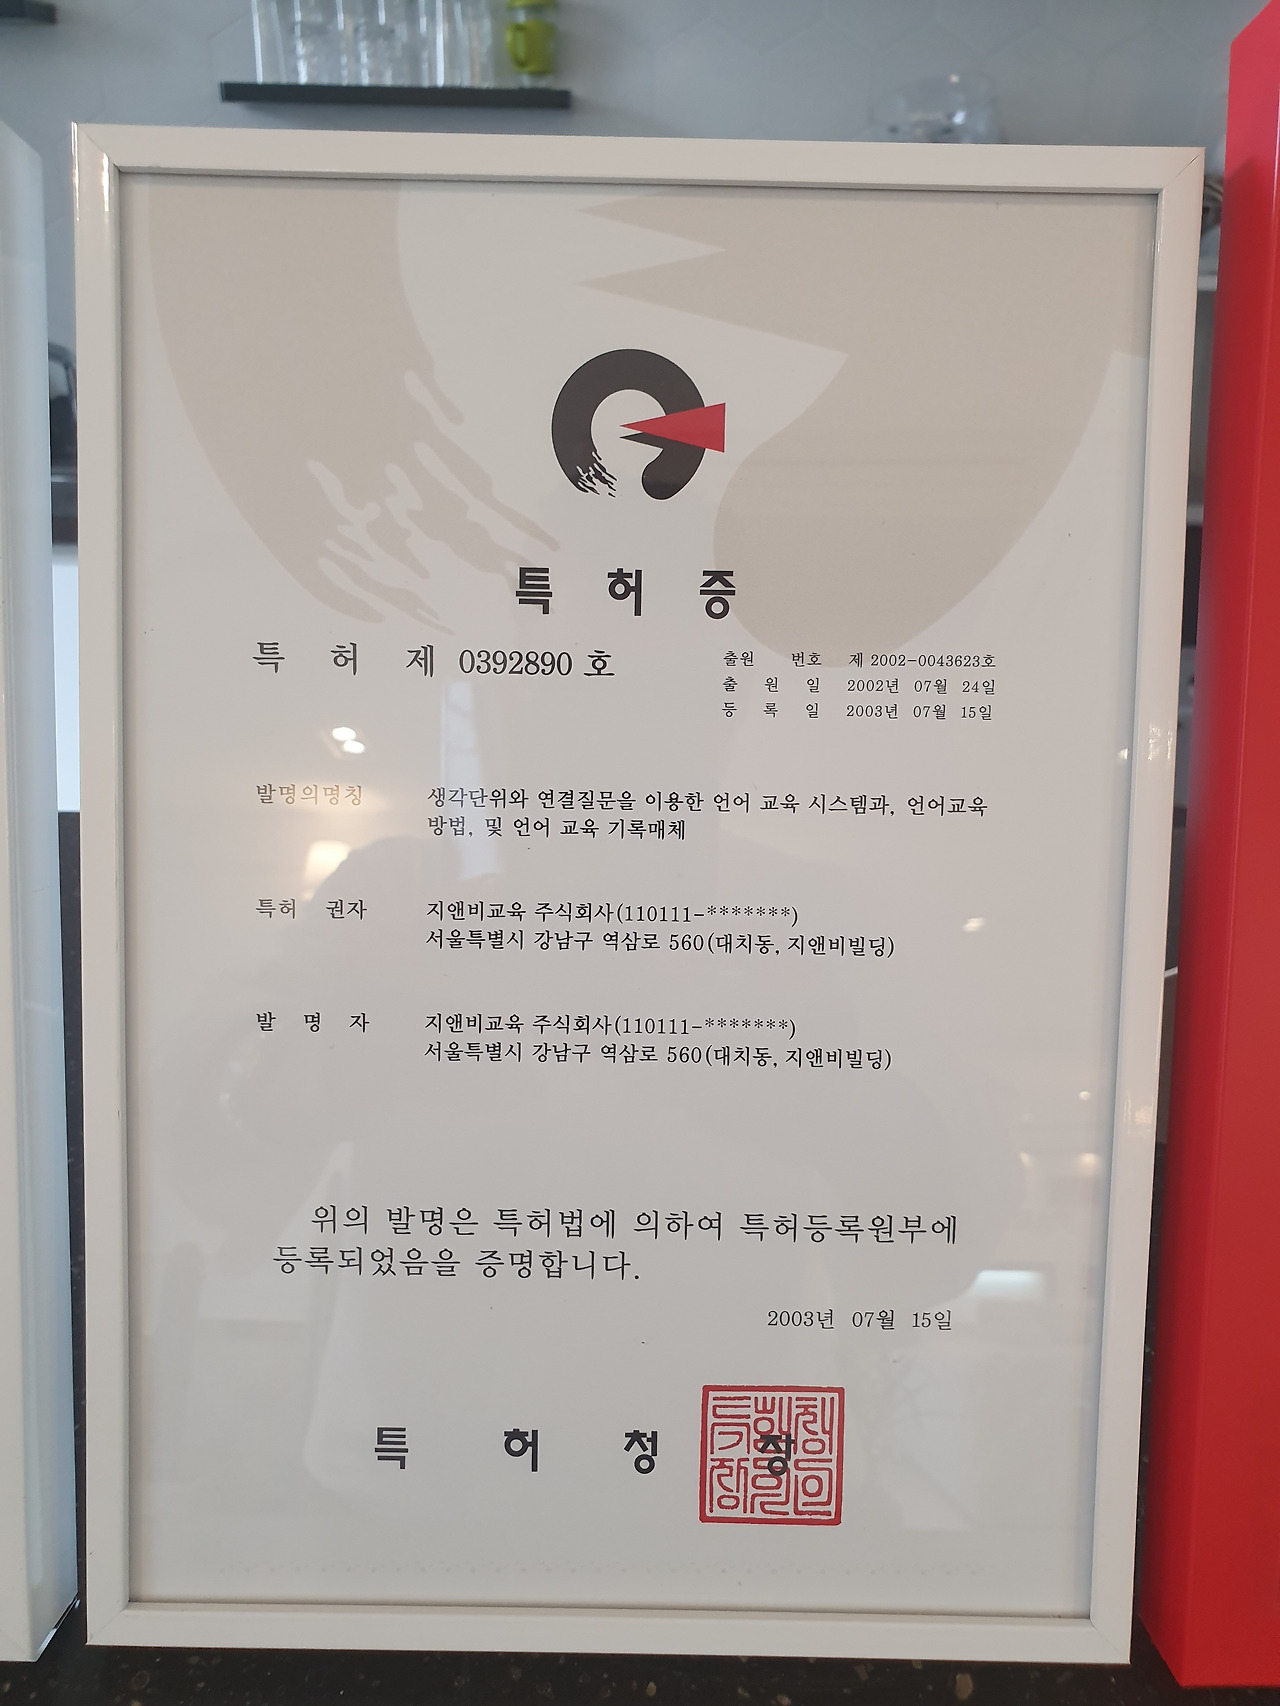 특 허 증
특 허 제 0392890 호
출원 번호 제 2002-0043623호
출 원 일 2002년 07월 24일
등 록 일 2003년 07월 15일
발명의명칭 생각단위와 연결질문을 이용한 언어 교육 시스템과, 언어교육
방법, 및 언어 교육 기록매체
특허 권자 지앤비교육 주식회사(110111-*******)
서울특별시 강남구 역삼로 560(대치동, 지앤비빌딩)
발 명 자 지앤비교육 주식회사(110111-*******)
서울특별시 강남구 역삼로 560(대치동, 지앤비빌딩)
위의 발명은 특허법에 의하여 특허등록원부에
등록되었음을 증명합니다.
2003년 07월 15일
특 허 청 장